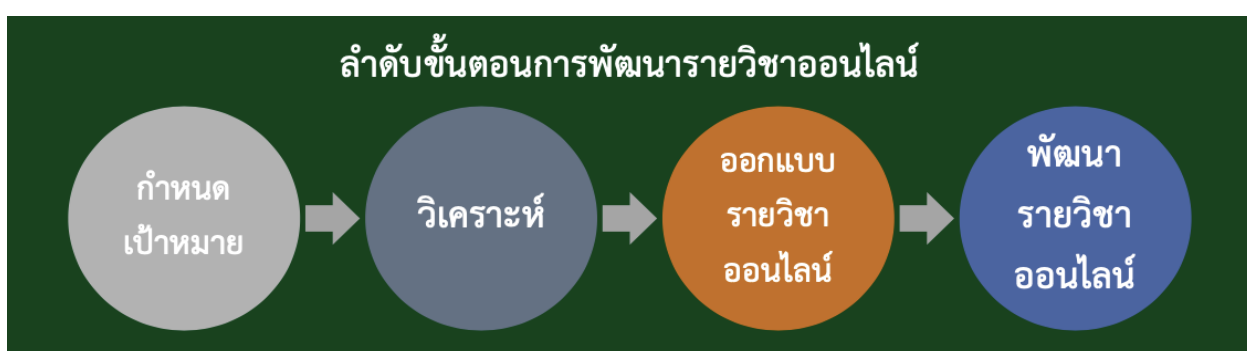 ลำดับขั้นตอนการพัฒนารายวิชาออนไลน์
กำหนด
เป้าหมาย
วิเคราะห์
ออกแบบ
รายวิชา
ออนไลน์
พัฒนา
รายวิชา
ออนไลน์